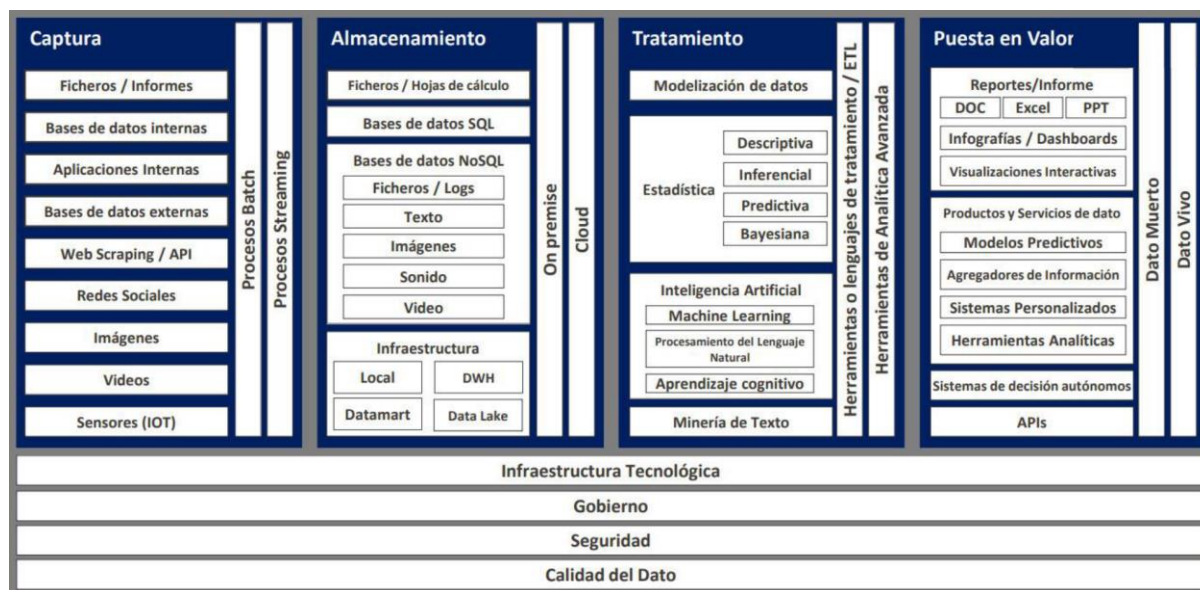 Captura
Ficheros / Informes
Bases de datos internas
Aplicaciones Internas
Bases de datos externas
Web Scraping / API
Redes Sociales
Imágenes
Videos
Sensores (IOT)
Procesos Batch
Procesos Streaming
Almacenamiento
Ficheros / Hojas de cálculo
Bases de datos SQL
Bases de datos NoSQL
Ficheros / Logs
Texto
Imágenes
Sonido
Video
Infraestructura
Local
DWH
Datamart
Data Lake
On premise
Cloud
Tratamiento
Modelización de datos
Estadística
Descriptiva
Inferencial
Predictiva
Bayesiana
Inteligencia Artificial
Machine Learning
Procesamiento del Lenguaje
Natural
Aprendizaje cognitivo
Minería de Texto
Herramientas o lenguajes de tratamiento / ETL
Herramientas de Analítica Avanzada
Puesta en Valor
Reportes/Informe
DOC
Excel
PPT
Infografías / Dashboards
Visualizaciones Interactivas
Productos y Servicios de dato
Modelos Predictivos
Agregadores de Información
Sistemas Personalizados
Herramientas Analíticas
Sistemas de decisión autónomos
APIs
Dato Muerto
Dato Vivo
Infraestructura Tecnológica
Gobierno
Seguridad
Calidad del Dato